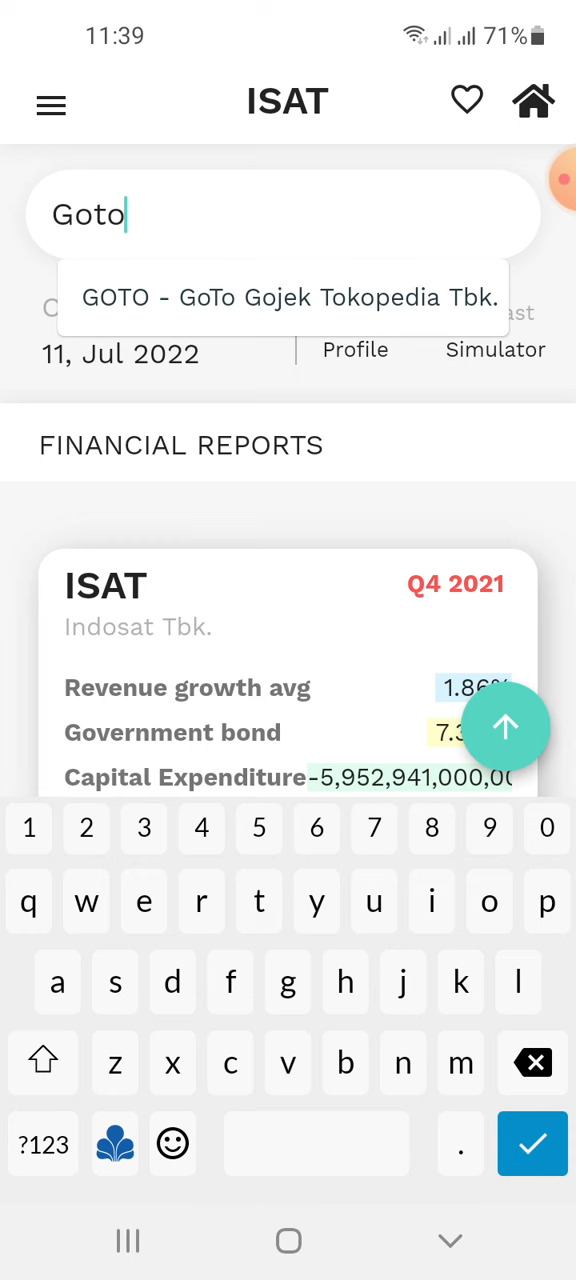 11:39
71%
ISAT
Goto
GOTO - GoTo Gojek Tokopedia Tbk.
11, Jul 2022
Profile
Simulator
FINANCIAL REPORTS
ISAT
Q4 2021
Indosat Tbk.
Revenue growth avg
Government bond
Capital Expenditure
1 2 3 4 5 6 7 8 9 0
q w e r t y u i o p
a s d f g h j k l
z x c v b n m
?123 .